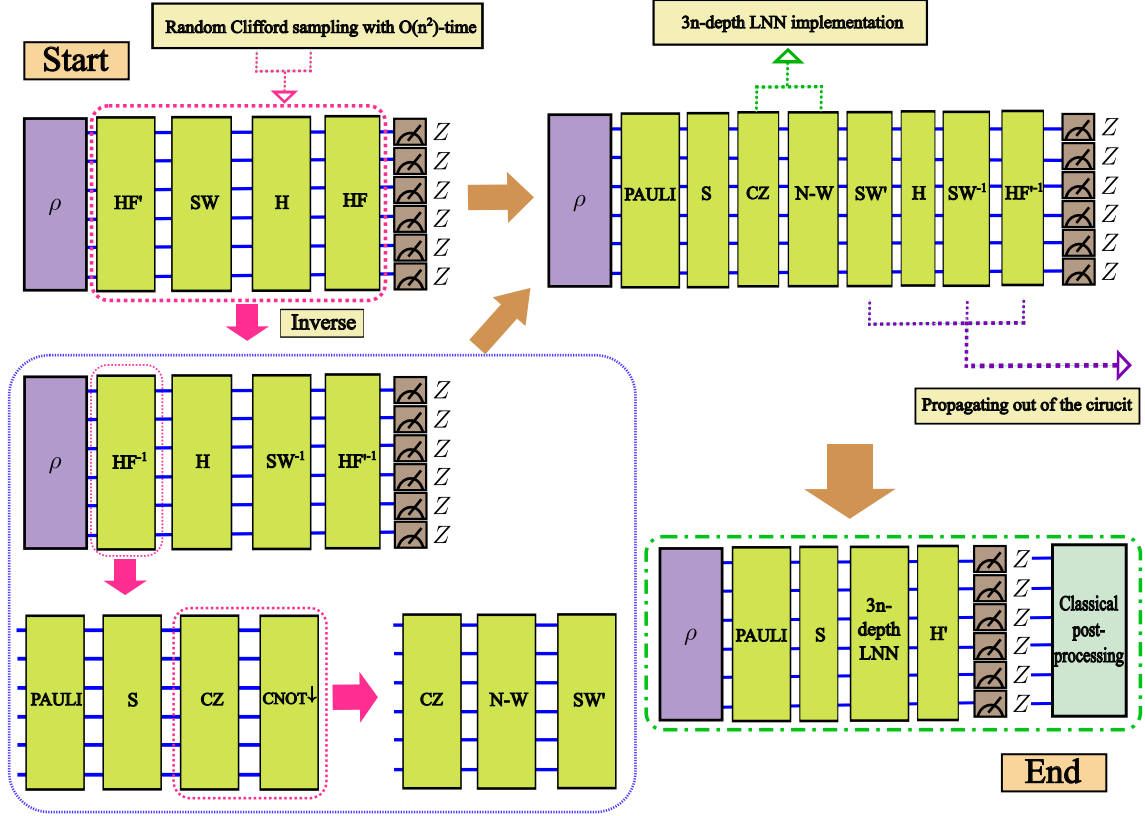 Random Clifford sampling with O(n²)-time
3n-depth LNN implementation
Start
ρ HF' SW H HF Z Z Z Z Z Z
ρ PAULI S CZ N-W SW' H SW⁻¹ HF'⁻¹ Z Z Z Z Z Z
Inverse
Propagating out of the cirucit
ρ HF⁻¹ H SW⁻¹ HF'⁻¹ Z Z Z Z Z Z
PAULI S CZ CNOT↓
CZ N-W SW'
ρ PAULI S
3n-
depth
LNN
H' Z Z Z Z Z Z
Classical
post-
processing
End